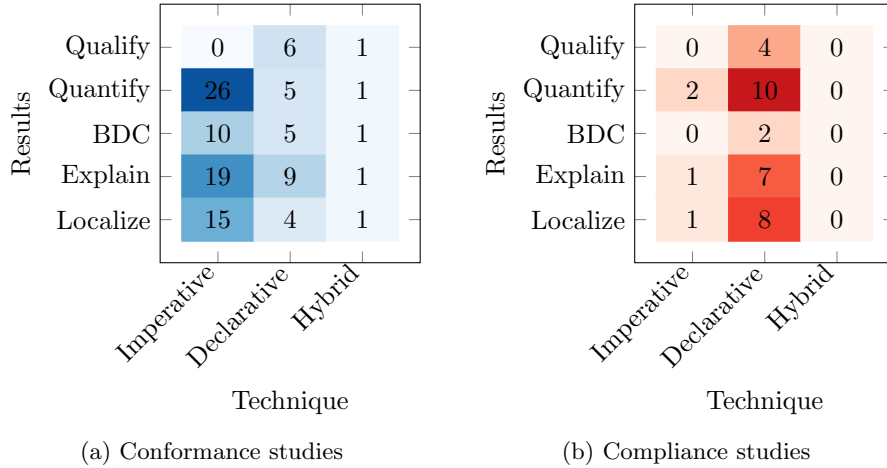 Results
Qualify 0 6 1
Quantify 26 5 1
BDC 10 5 1
Explain 19 9 1
Localize 15 4 1
Imperative Declarative Hybrid
Technique
(a) Conformance studies
Results
Qualify 0 4 0
Quantify 2 10 0
BDC 0 2 0
Explain 1 7 0
Localize 1 8 0
Imperative Declarative Hybrid
Technique
(b) Compliance studies